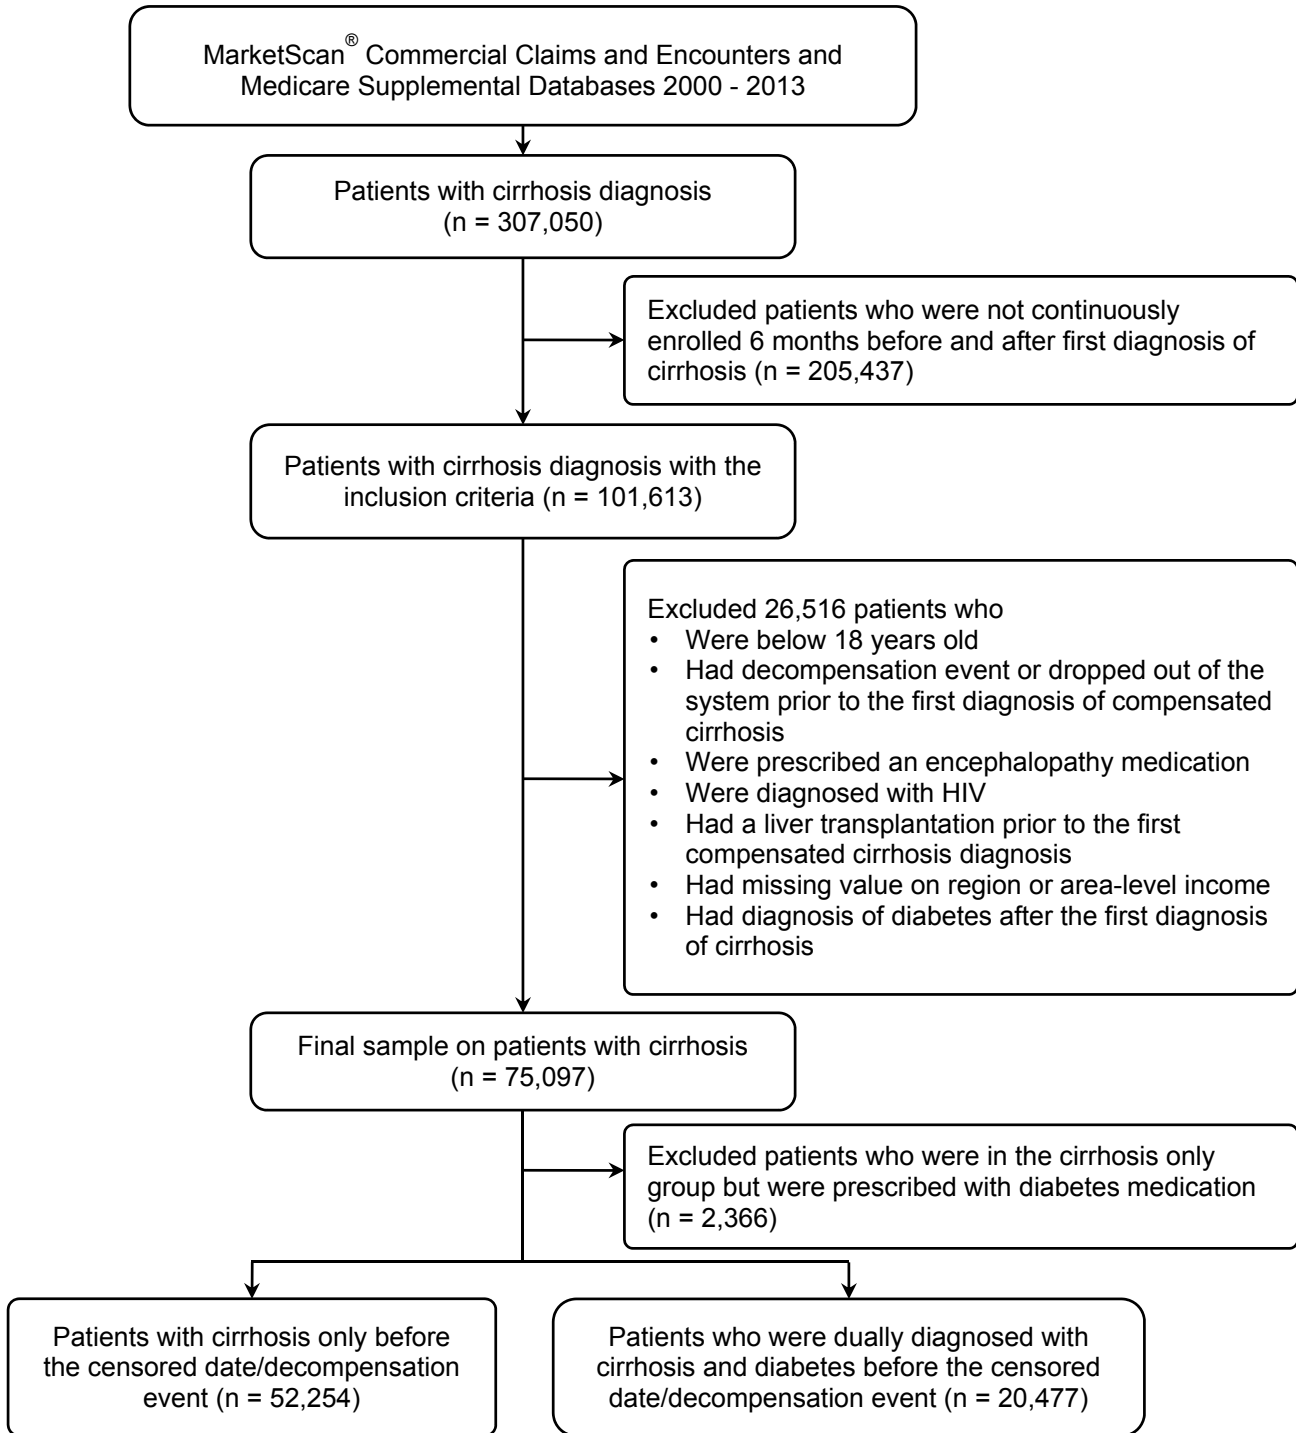 MarketScan® Commercial Claims and Encounters and
Medicare Supplemental Databases 2000 - 2013
Patients with cirrhosis diagnosis
(n = 307,050)
Excluded patients who were not continuously
enrolled 6 months before and after first diagnosis of
cirrhosis (n = 205,437)
Patients with cirrhosis diagnosis with the
inclusion criteria (n = 101,613)
Excluded 26,516 patients who
• Were below 18 years old
• Had decompensation event or dropped out of the
system prior to the first diagnosis of compensated
cirrhosis
• Were prescribed an encephalopathy medication
• Were diagnosed with HIV
• Had a liver transplantation prior to the first
compensated cirrhosis diagnosis
• Had missing value on region or area-level income
• Had diagnosis of diabetes after the first diagnosis
of cirrhosis
Final sample on patients with cirrhosis
(n = 75,097)
Excluded patients who were in the cirrhosis only
group but were prescribed with diabetes medication
(n = 2,366)
Patients with cirrhosis only before
the censored date/decompensation
event (n = 52,254)
Patients who were dually diagnosed with
cirrhosis and diabetes before the censored
date/decompensation event (n = 20,477)